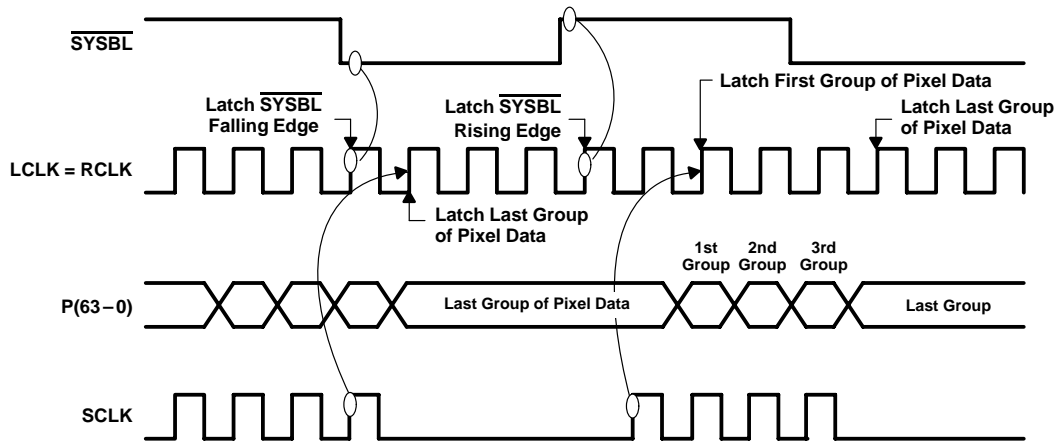 SYSBL
Latch First Group of Pixel Data
Latch SYSBL
Falling Edge
Latch SYSBL
Rising Edge
Latch Last Group
of Pixel Data
LCLK = RCLK
Latch Last Group
of Pixel Data
1st
Group
2nd
Group
3rd
Group
P(63–0)
Last Group of Pixel Data
Last Group
SCLK